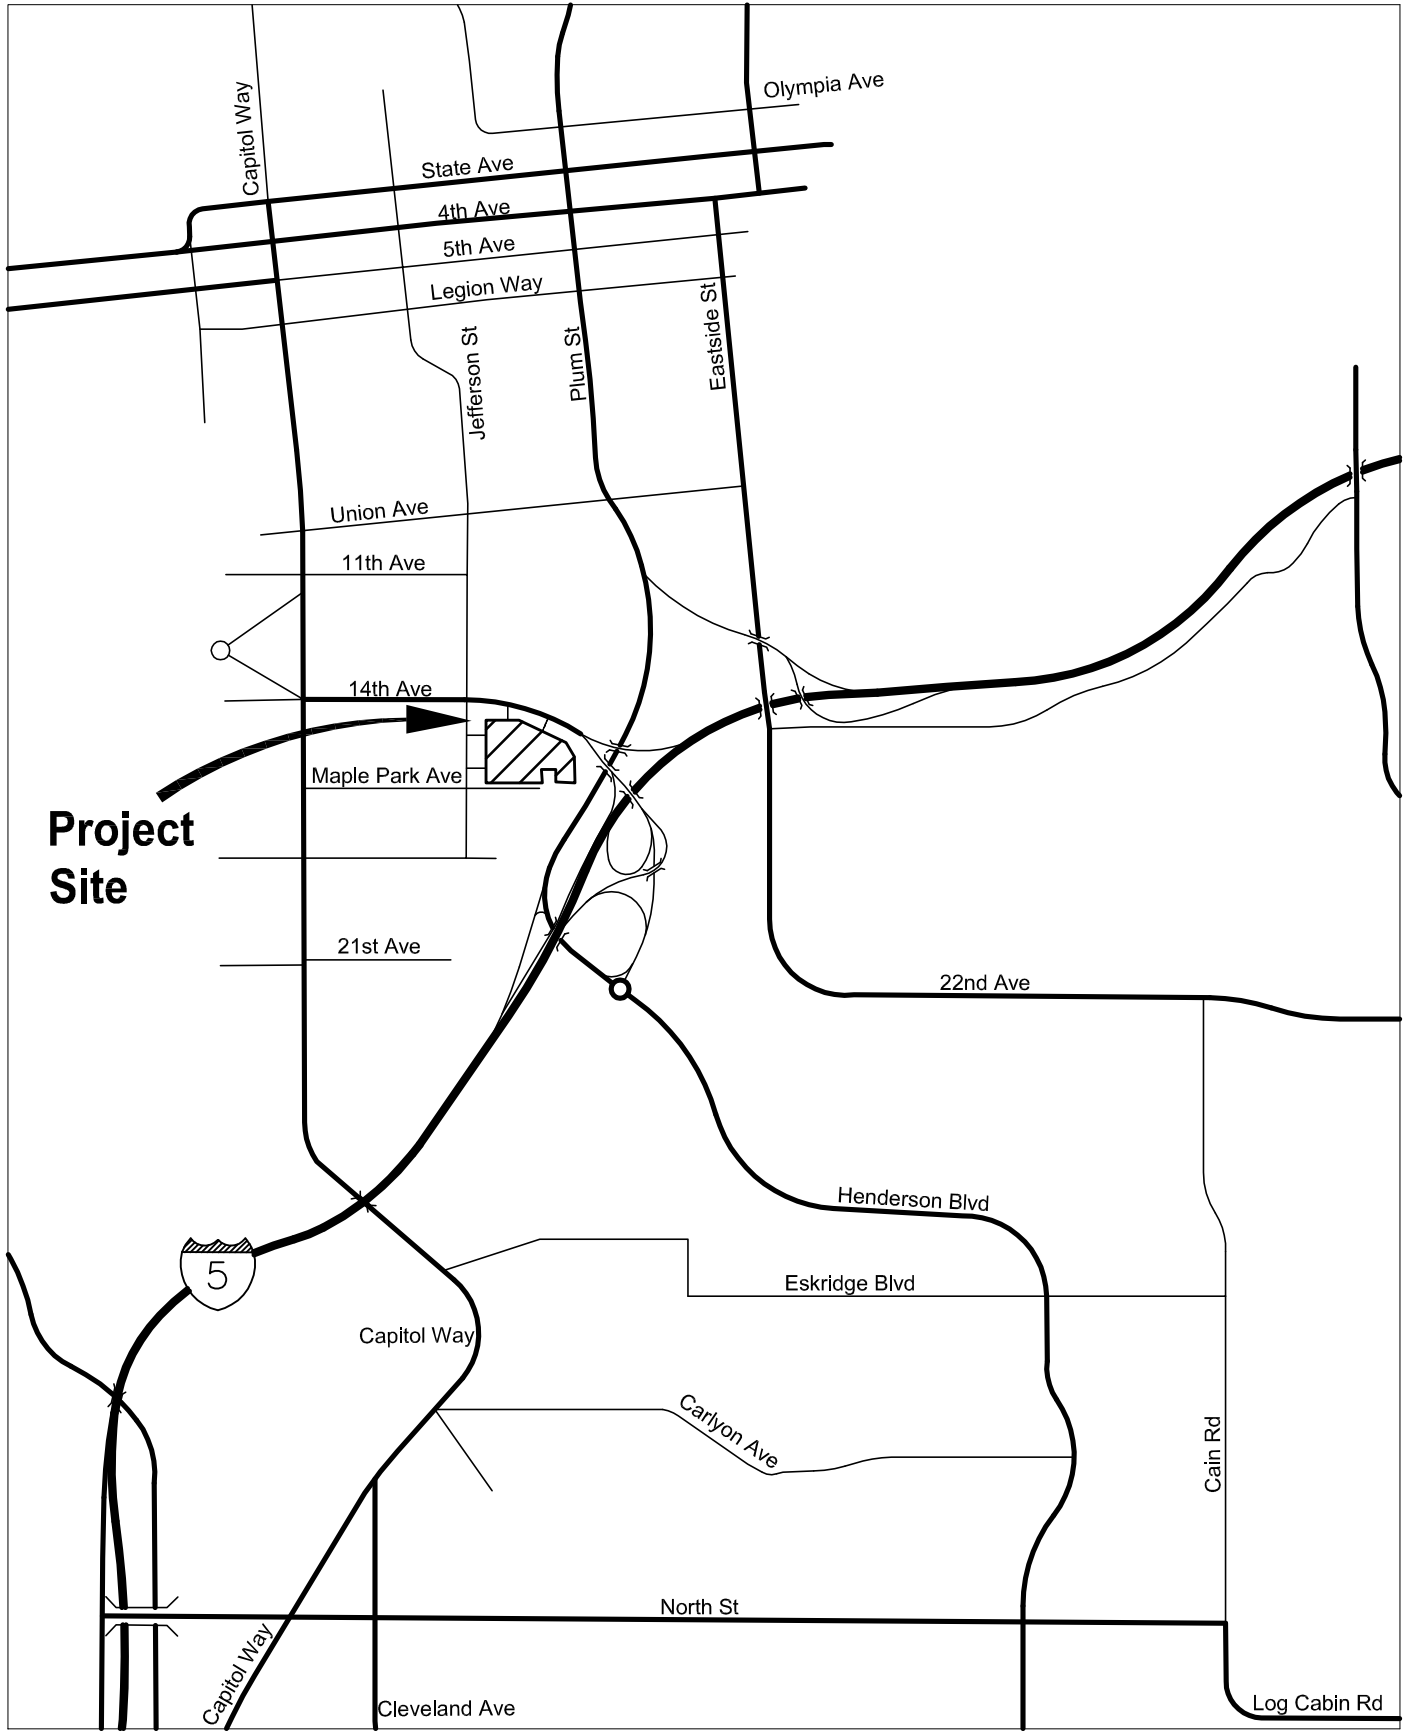 Olympia Ave
Capitol Way
State Ave
4th Ave
5th Ave
Legion Way
Eastside St
Jefferson St
Plum St
Union Ave
11th Ave
14th Ave
Maple Park Ave
Project
Site
21st Ave
22nd Ave
Henderson Blvd
5
Eskridge Blvd
Capitol Way
Carlyon Ave
Cain Rd
North St
Capitol Way
Cleveland Ave
Log Cabin Rd